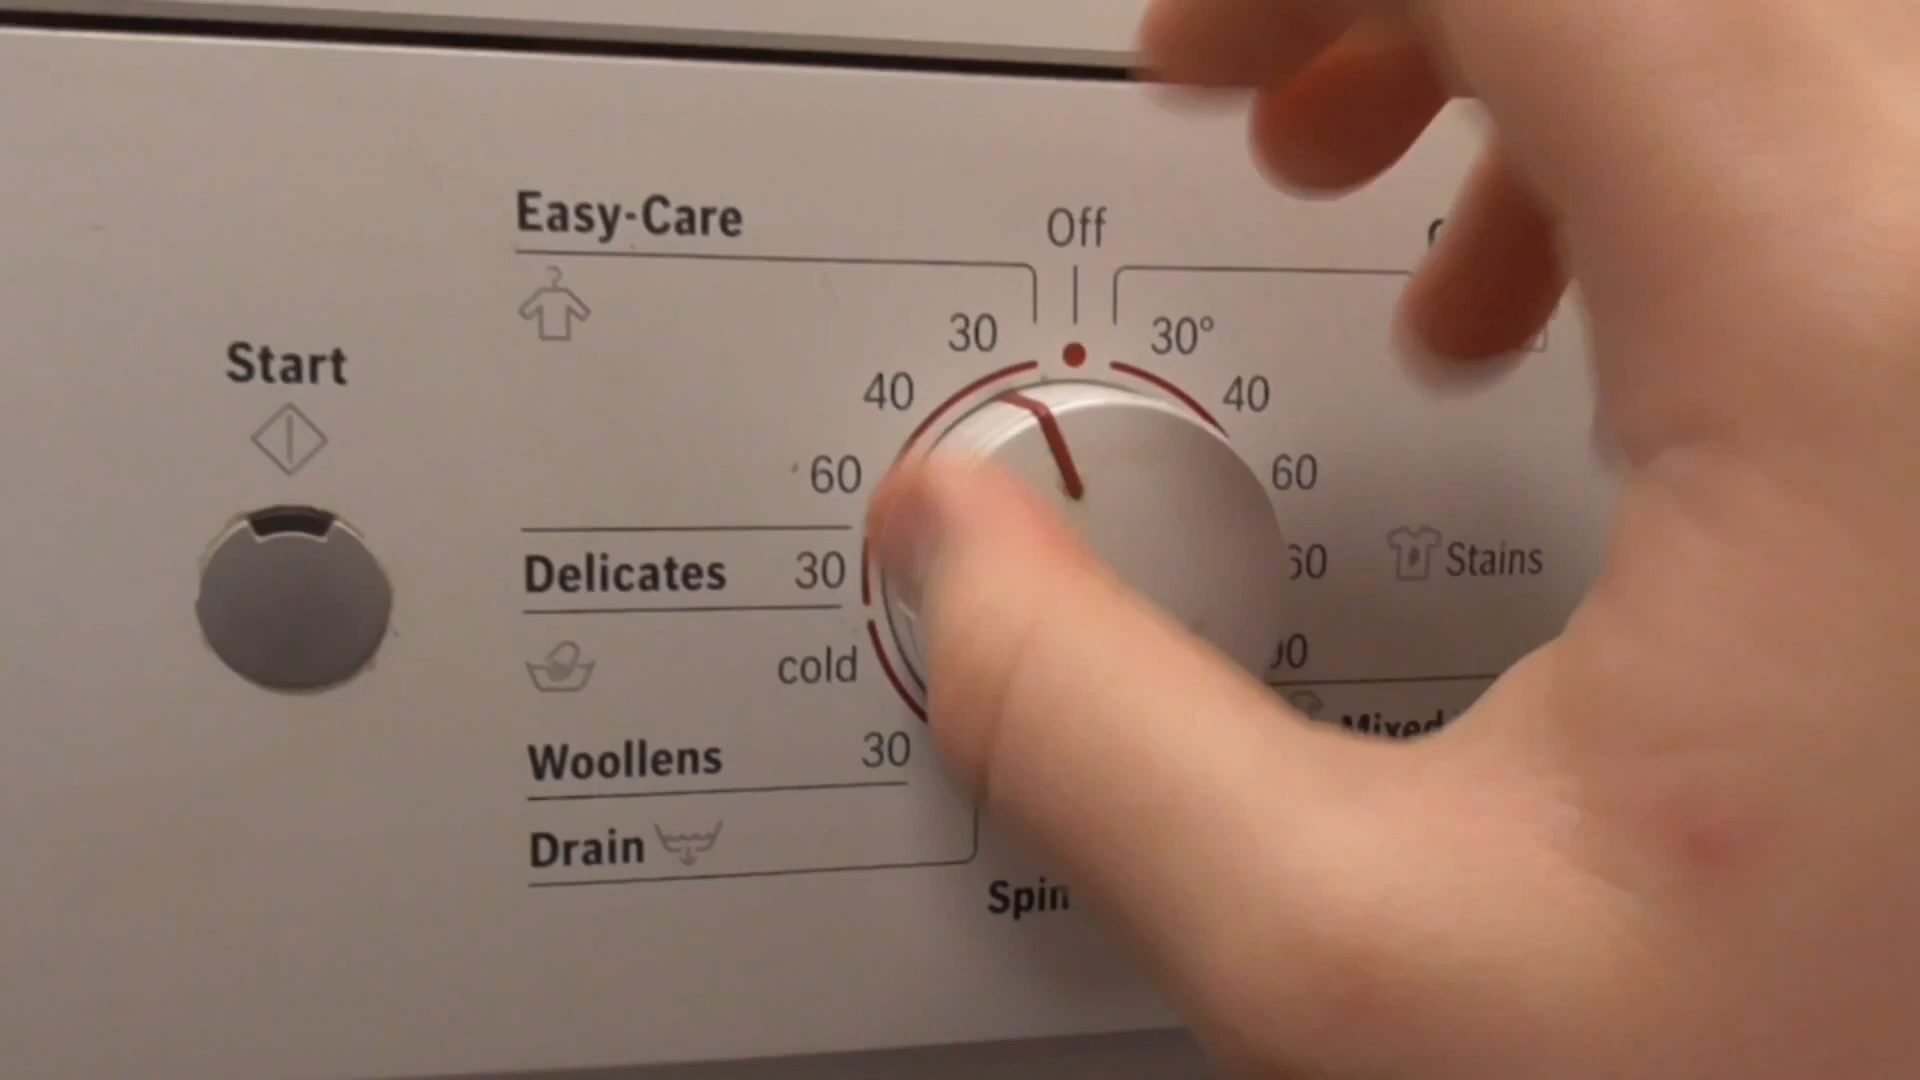 Easy-Care
Off
30
30°
Start
40
40
60
60
Delicates 30
Stains
cold
Woollens 30
Drain
Spin